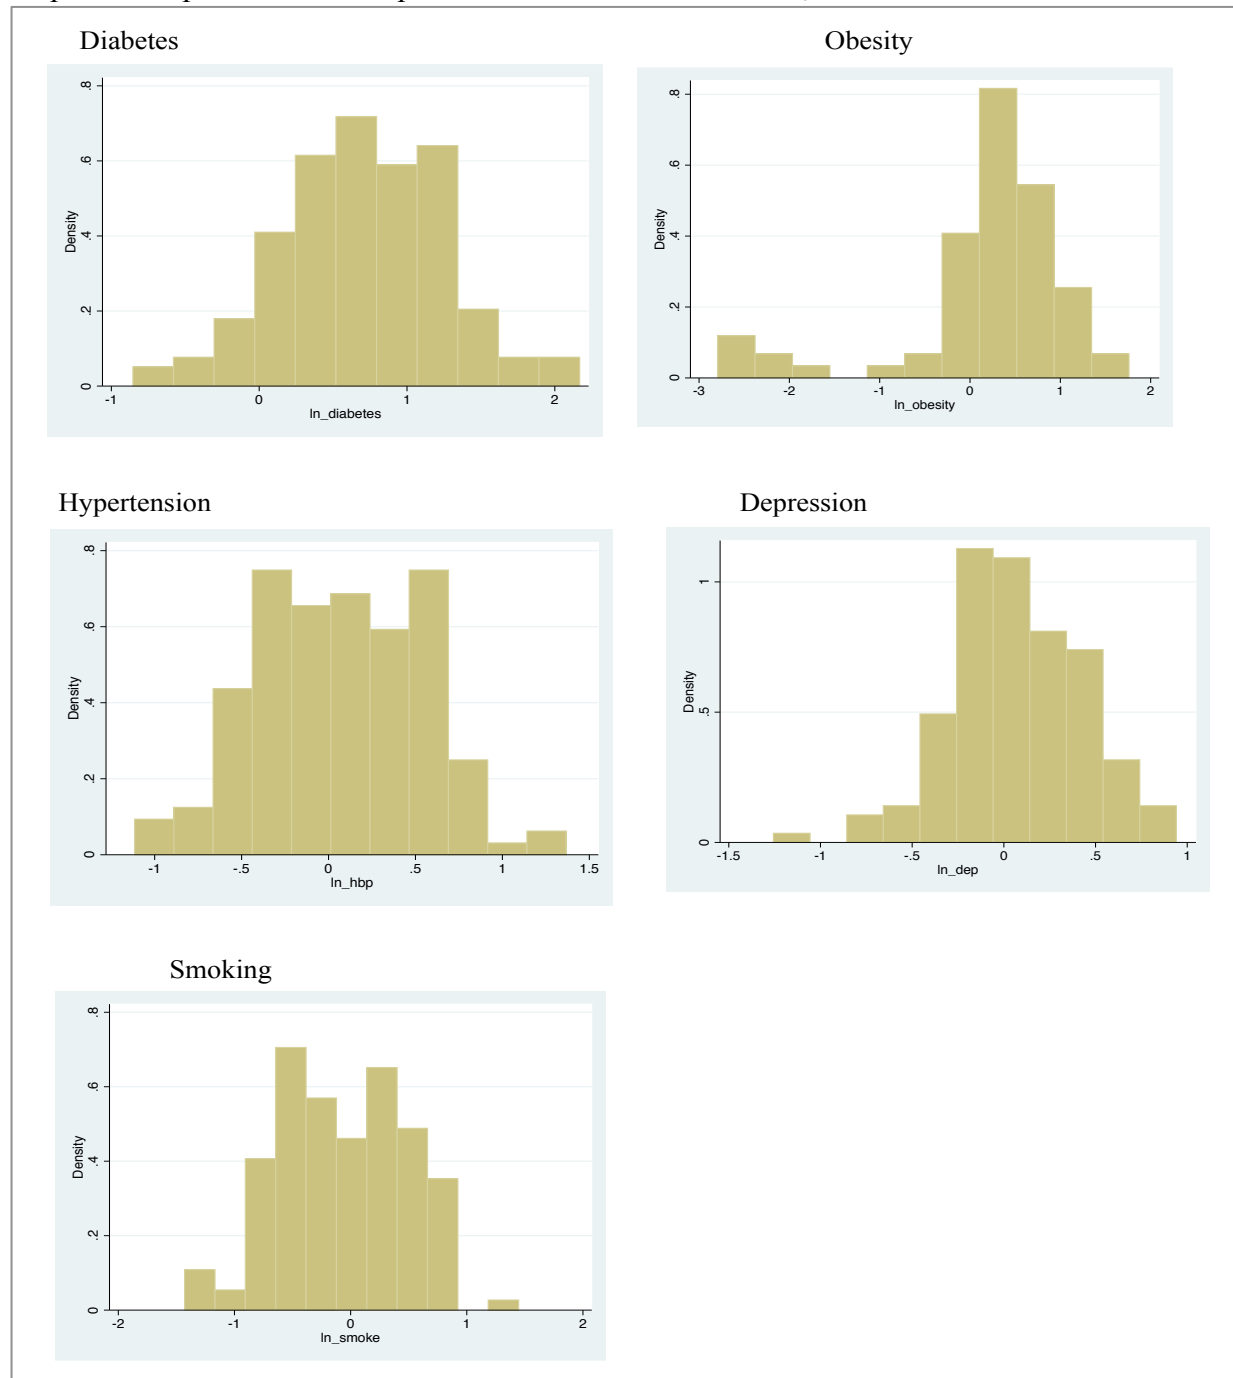 Diabetes
Obesity
Density
0 .2 .4 .6 .8
-1 0 1 2
ln_diabetes
Density
0 .2 .4 .6 .8
-3 -2 -1 0 1 2
ln_obesity
Hypertension
Depression
Density
0 .2 .4 .6 .8
-1 -.5 0 .5 1 1.5
ln_hbp
Density
0 .5 1
-1.5 -1 -.5 0 .5 1
ln_dep
Smoking
Density
0 .2 .4 .6 .8
-2 -1 0 1 2
ln_smoke